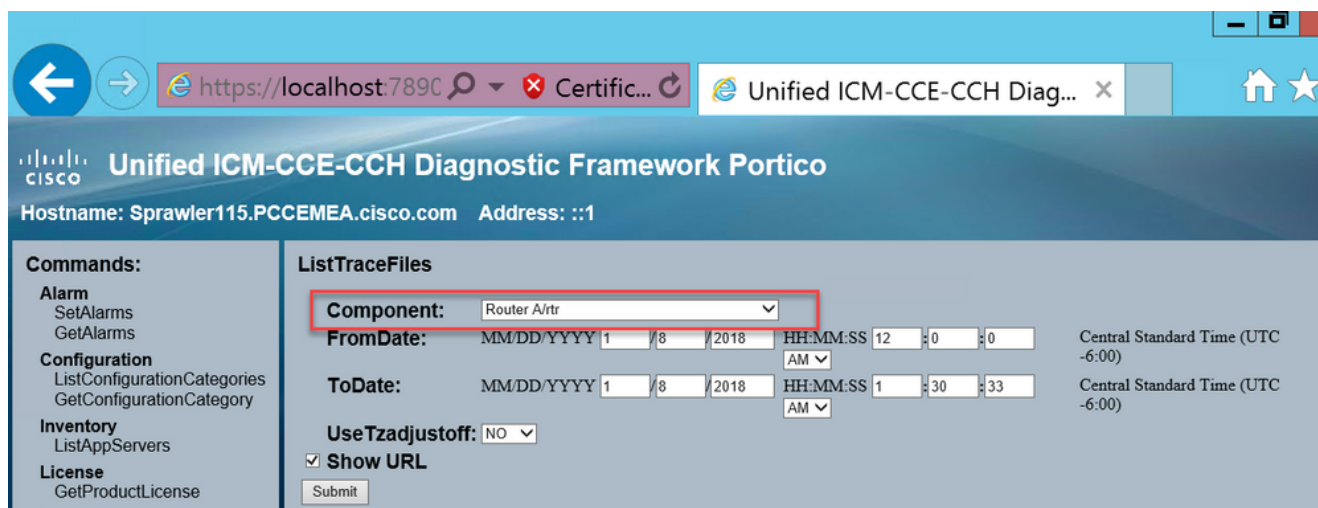 https://localhost:7890 Certific... Unified ICM-CCE-CCH Diag...
CISCO Unified ICM-CCE-CCH Diagnostic Framework Portico
Hostname: Sprawler115.PCCEMEA.cisco.com Address: ::1
Commands:
Alarm
SetAlarms
GetAlarms
Configuration
ListConfigurationCategories
GetConfigurationCategory
Inventory
ListAppServers
License
GetProductLicense
ListTraceFiles
Component: Router A/rtr
FromDate: MM/DD/YYYY 1 /8 /2018 HH:MM:SS 12 :0 :0 Central Standard Time (UTC
AM -6:00)
ToDate: MM/DD/YYYY 1 /8 /2018 HH:MM:SS 1 :30 :33 Central Standard Time (UTC
AM -6:00)
UseTzadjustoff: NO
Show URL
Submit